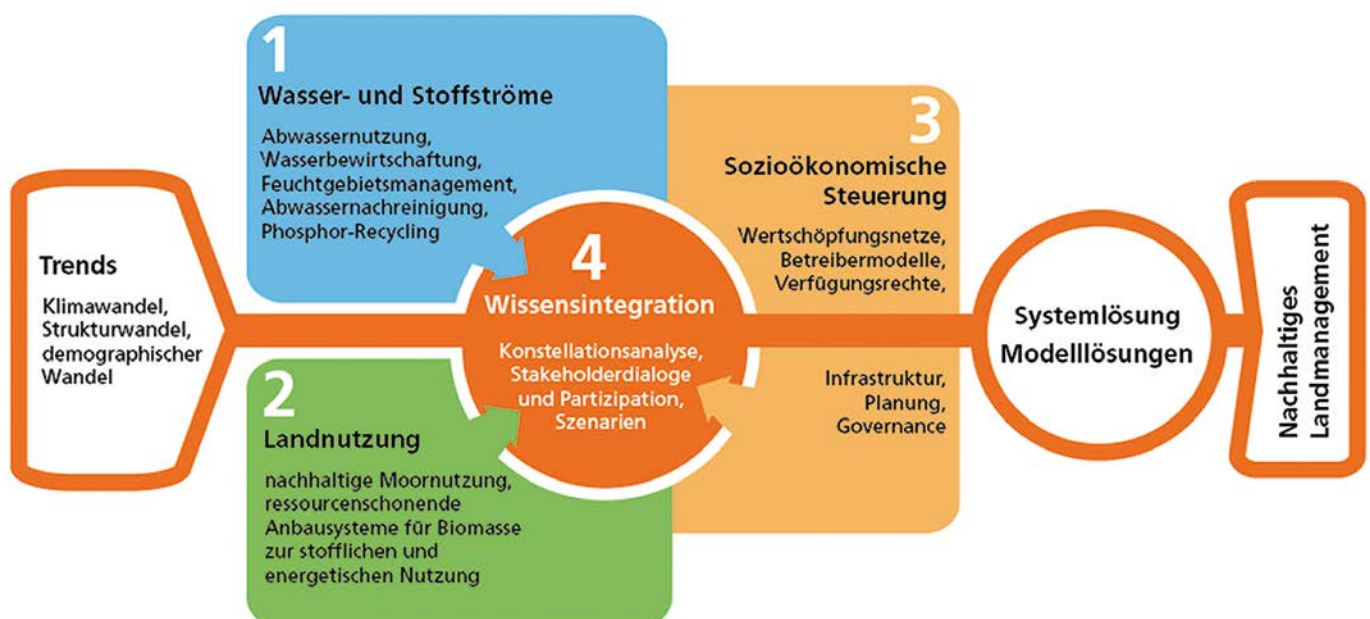 Trends
Klimawandel,
Strukturwandel,
demographischer
Wandel
1
Wasser- und Stoffströme
Abwassernutzung,
Wasserbewirtschaftung,
Feuchtgebietsmanagement,
Abwassernachreinigung,
Phosphor-Recycling
2
Landnutzung
nachhaltige Moornutzung,
ressourcenschonende
Anbausysteme für Biomasse
zur stofflichen und
energetischen Nutzung
3
Sozioökonomische
Steuerung
Wertschöpfungsnetze,
Betreibermodelle,
Verfügungsrechte,
Infrastruktur,
Planung,
Governance
4
Wissensintegration
Konstellationsanalyse,
Stakeholderdialoge
und Partizipation,
Szenarien
Systemlösung
Modelllösungen
Nachhaltiges
Landmanagement